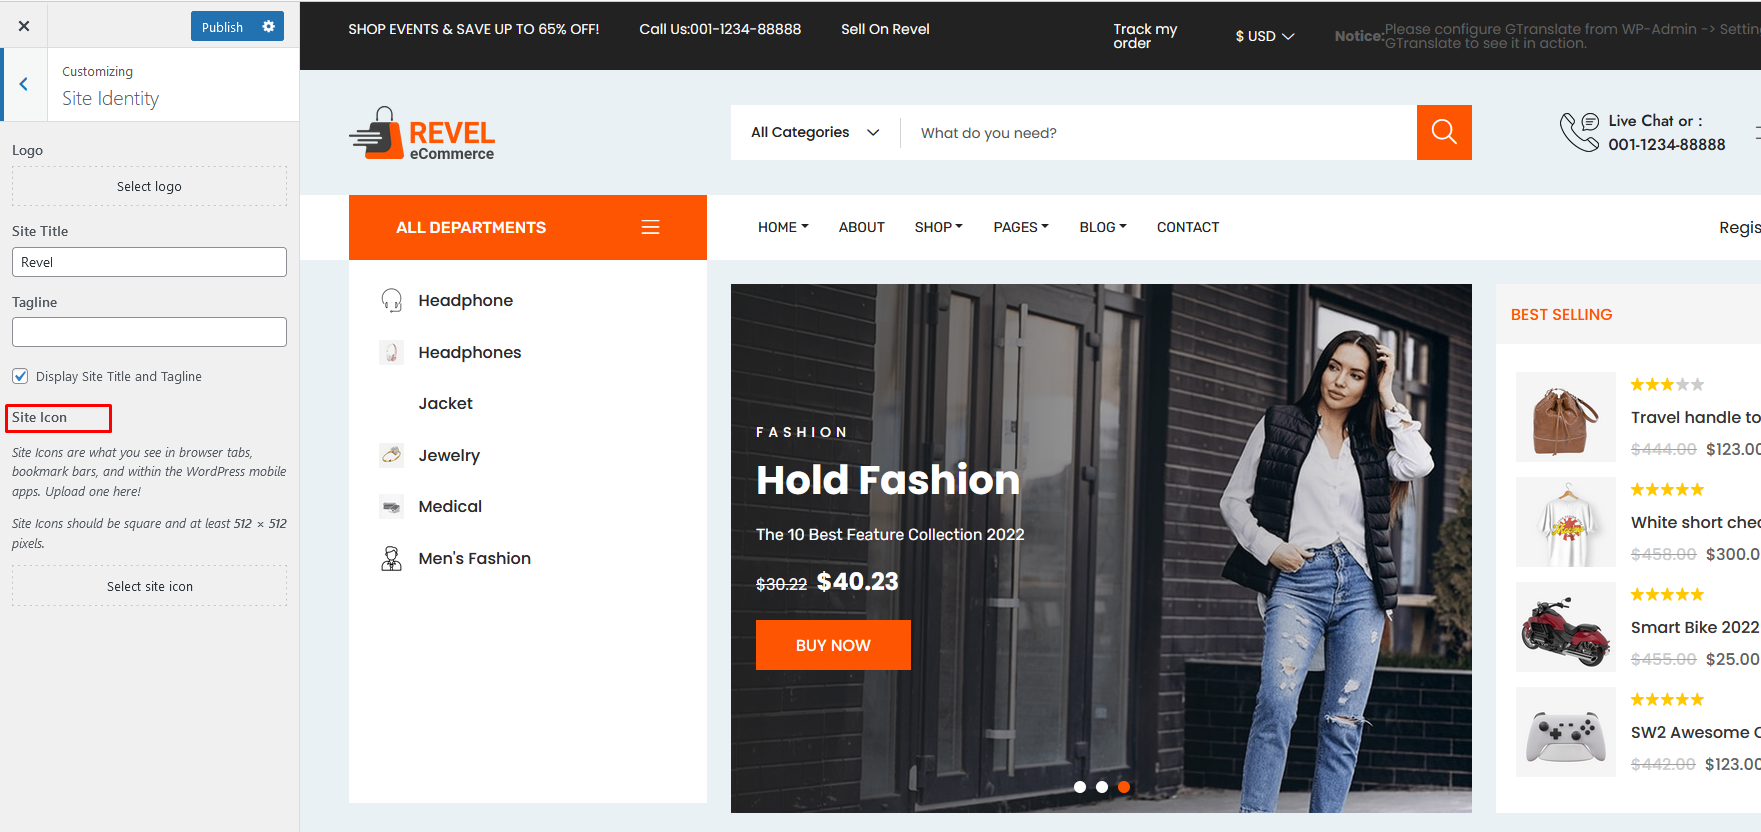 Publish
Customizing
Site Identity
Logo
Select logo
Site Title
Revel
Tagline
Display Site Title and Tagline
Site Icon
Site Icons are what you see in browser tabs,
bookmark bars, and within the WordPress mobile
apps. Upload one here!
Site Icons should be square and at least 512 × 512
pixels.
Select site icon
SHOP EVENTS & SAVE UP TO 65% OFF!
Call Us:001-1234-88888
Sell On Revel
Track my
order
$ USD
Notice:
Please configure GTranslate from WP-Admin -> Settin
GTranslate to see it in action.
REVEL
eCommerce
All Categories
What do you need?
Live Chat or :
001-1234-88888
ALL DEPARTMENTS
HOME
ABOUT
SHOP
PAGES
BLOG
CONTACT
Regis
Headphone
Headphones
Jacket
Jewelry
Medical
Men's Fashion
FASHION
Hold Fashion
The 10 Best Feature Collection 2022
$30.22 $40.23
BUY NOW
BEST SELLING
Travel handle to
$444.00 $123.00
White short chec
$458.00 $300.0
Smart Bike 2022
$455.00 $25.00
SW2 Awesome
$442.00 $123.00